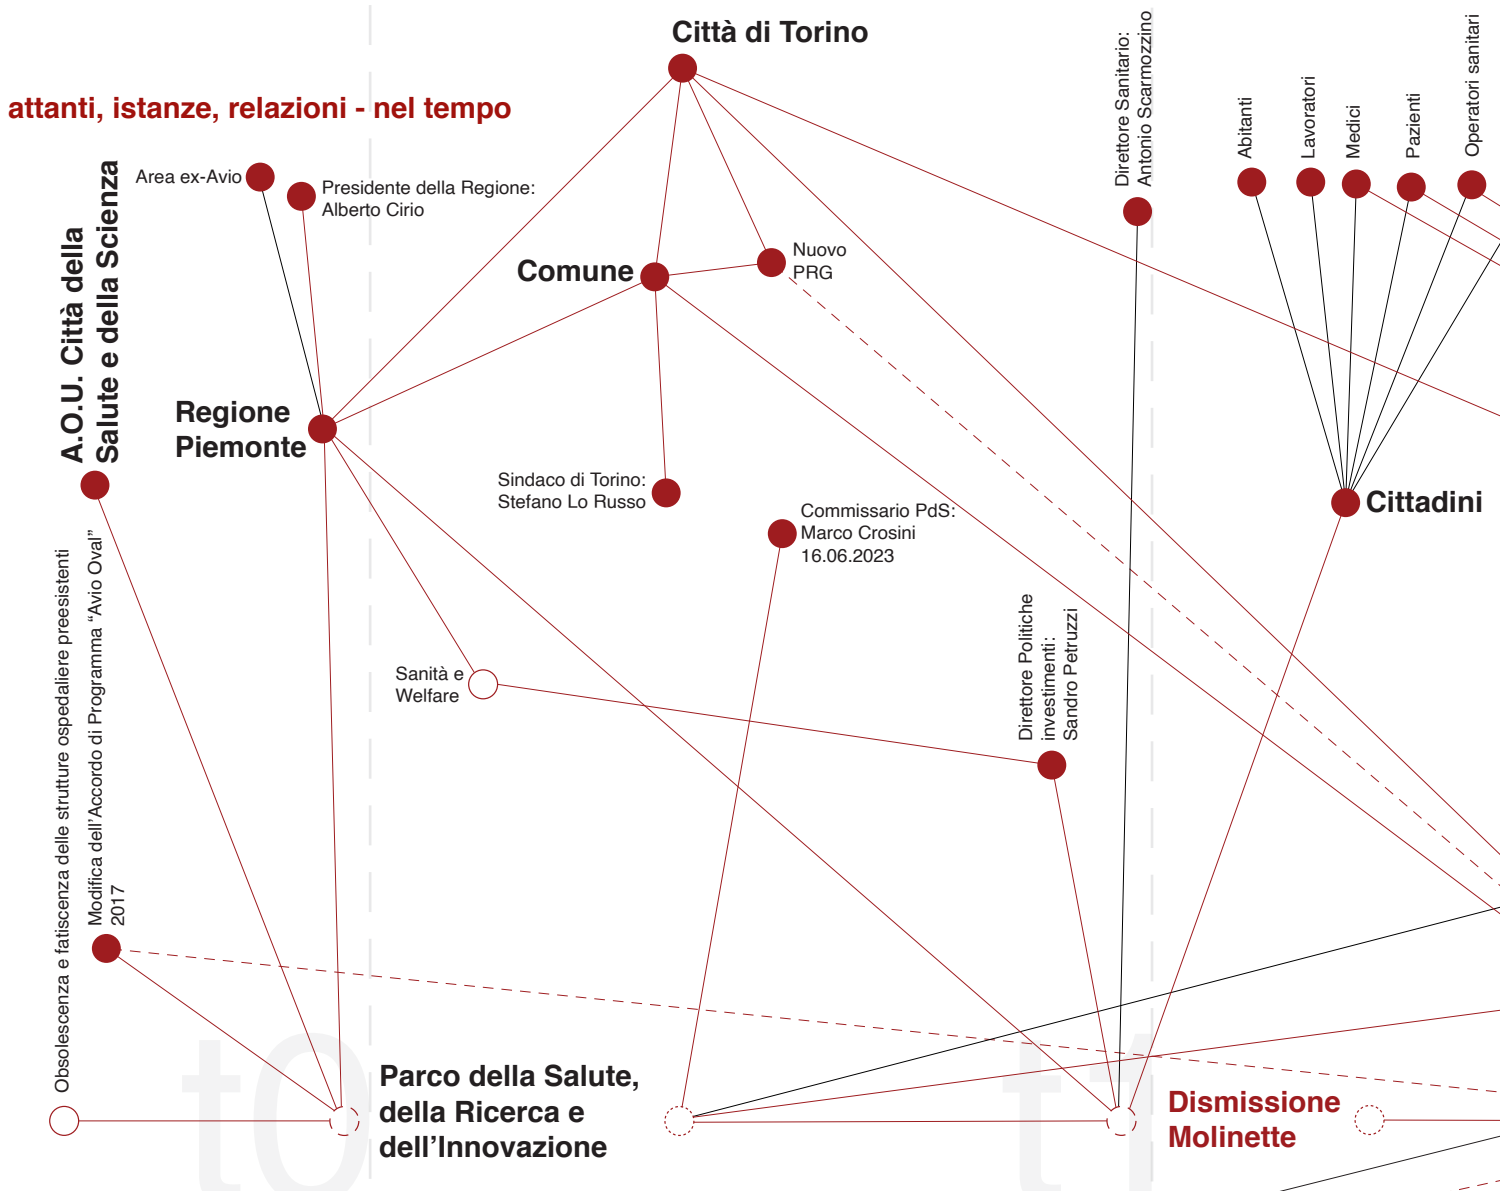 Città di Torino
attanti, istanze, relazioni - nel tempo
Area ex-Avio
Presidente della Regione:
Alberto Cirio
A.O.U. Città della
Salute e della Scienza
Comune
Nuovo
PRG
Direttore Sanitario:
Antonio Scarmozzino
Abitanti
Lavoratori
Medici
Pazienti
Operatori sanitari
Regione
Piemonte
Sindaco di Torino:
Stefano Lo Russo
Commissario PdS:
Marco Crosini
16.06.2023
Cittadini
Obsolescenza e fatiscenza delle strutture ospedaliere preesistenti
Modifica dell'Accordo di Programma “Avio Oval”
2017
Sanità e
Welfare
Direttore Politiche
investimenti:
Sandro Petruzzi
t0
Parco della Salute,
della Ricerca e
dell'Innovazione
t1
Dismissione
Molinette